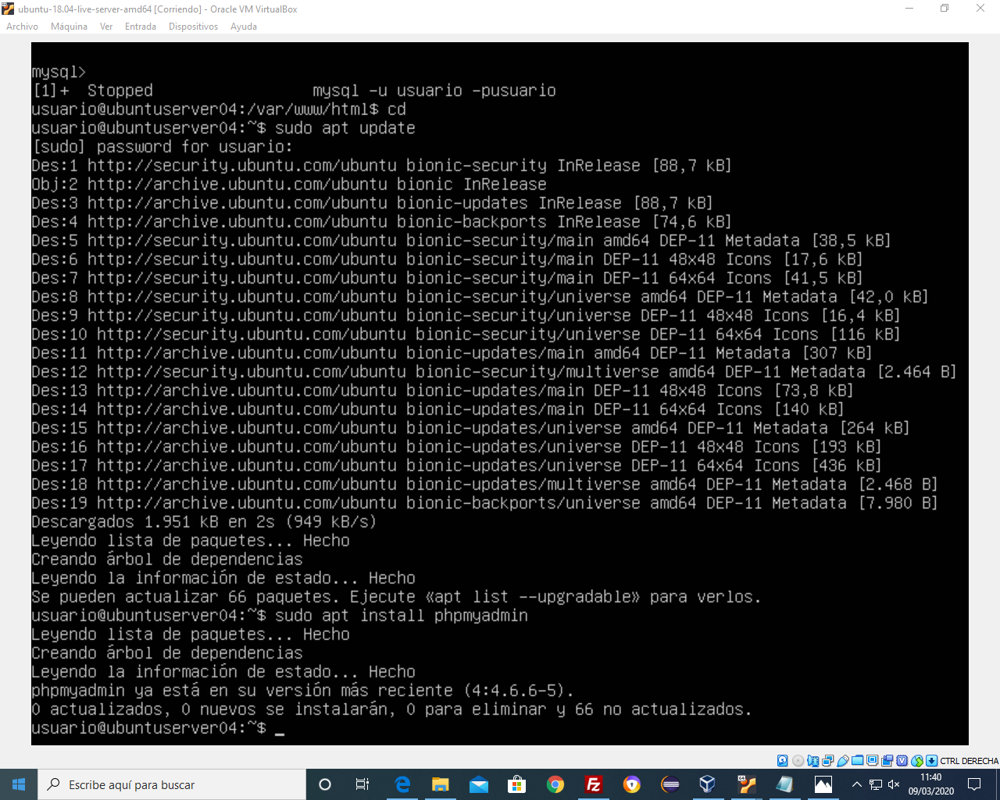 ubuntu-18.04-live-server-amd64 [Corriendo] - Oracle VM VirtualBox
Archivo Máquina Ver Entrada Dispositivos Ayuda
mysql>
[1]+  Stopped                 mysql -u usuario -pusuario
usuario@ubuntuserver04:/var/www/html$ cd
usuario@ubuntuserver04:~$ sudo apt update
[sudo] password for usuario:
Des:1 http://security.ubuntu.com/ubuntu bionic-security InRelease [88,7 kB]
Obj:2 http://archive.ubuntu.com/ubuntu bionic InRelease
Des:3 http://archive.ubuntu.com/ubuntu bionic-updates InRelease [88,7 kB]
Des:4 http://archive.ubuntu.com/ubuntu bionic-backports InRelease [74,6 kB]
Des:5 http://security.ubuntu.com/ubuntu bionic-security/main amd64 DEP-11 Metadata [38,5 kB]
Des:6 http://security.ubuntu.com/ubuntu bionic-security/main DEP-11 48x48 Icons [17,6 kB]
Des:7 http://security.ubuntu.com/ubuntu bionic-security/main DEP-11 64x64 Icons [41,5 kB]
Des:8 http://security.ubuntu.com/ubuntu bionic-security/universe amd64 DEP-11 Metadata [42,0 kB]
Des:9 http://security.ubuntu.com/ubuntu bionic-security/universe DEP-11 48x48 Icons [16,4 kB]
Des:10 http://security.ubuntu.com/ubuntu bionic-security/universe DEP-11 64x64 Icons [116 kB]
Des:11 http://archive.ubuntu.com/ubuntu bionic-updates/main amd64 DEP-11 Metadata [307 kB]
Des:12 http://security.ubuntu.com/ubuntu bionic-security/multiverse amd64 DEP-11 Metadata [2.464 B]
Des:13 http://archive.ubuntu.com/ubuntu bionic-updates/main DEP-11 48x48 Icons [73,8 kB]
Des:14 http://archive.ubuntu.com/ubuntu bionic-updates/main DEP-11 64x64 Icons [140 kB]
Des:15 http://archive.ubuntu.com/ubuntu bionic-updates/universe amd64 DEP-11 Metadata [264 kB]
Des:16 http://archive.ubuntu.com/ubuntu bionic-updates/universe DEP-11 48x48 Icons [193 kB]
Des:17 http://archive.ubuntu.com/ubuntu bionic-updates/universe DEP-11 64x64 Icons [436 kB]
Des:18 http://archive.ubuntu.com/ubuntu bionic-updates/multiverse amd64 DEP-11 Metadata [2.468 B]
Des:19 http://archive.ubuntu.com/ubuntu bionic-backports/universe amd64 DEP-11 Metadata [7.980 B]
Descargados 1.951 kB en 2s (949 kB/s)
Leyendo lista de paquetes... Hecho
Creando árbol de dependencias
Leyendo la información de estado... Hecho
Se pueden actualizar 66 paquetes. Ejecute «apt list --upgradable» para verlos.
usuario@ubuntuserver04:~$ sudo apt install phpmyadmin
Leyendo lista de paquetes... Hecho
Creando árbol de dependencias
Leyendo la información de estado... Hecho
phpmyadmin ya está en su versión más reciente (4:4.6.6-5).
0 actualizados, 0 nuevos se instalarán, 0 para eliminar y 66 no actualizados.
usuario@ubuntuserver04:~$ _
CTRL DERECHA
Escribe aquí para buscar
11:40
09/03/2020